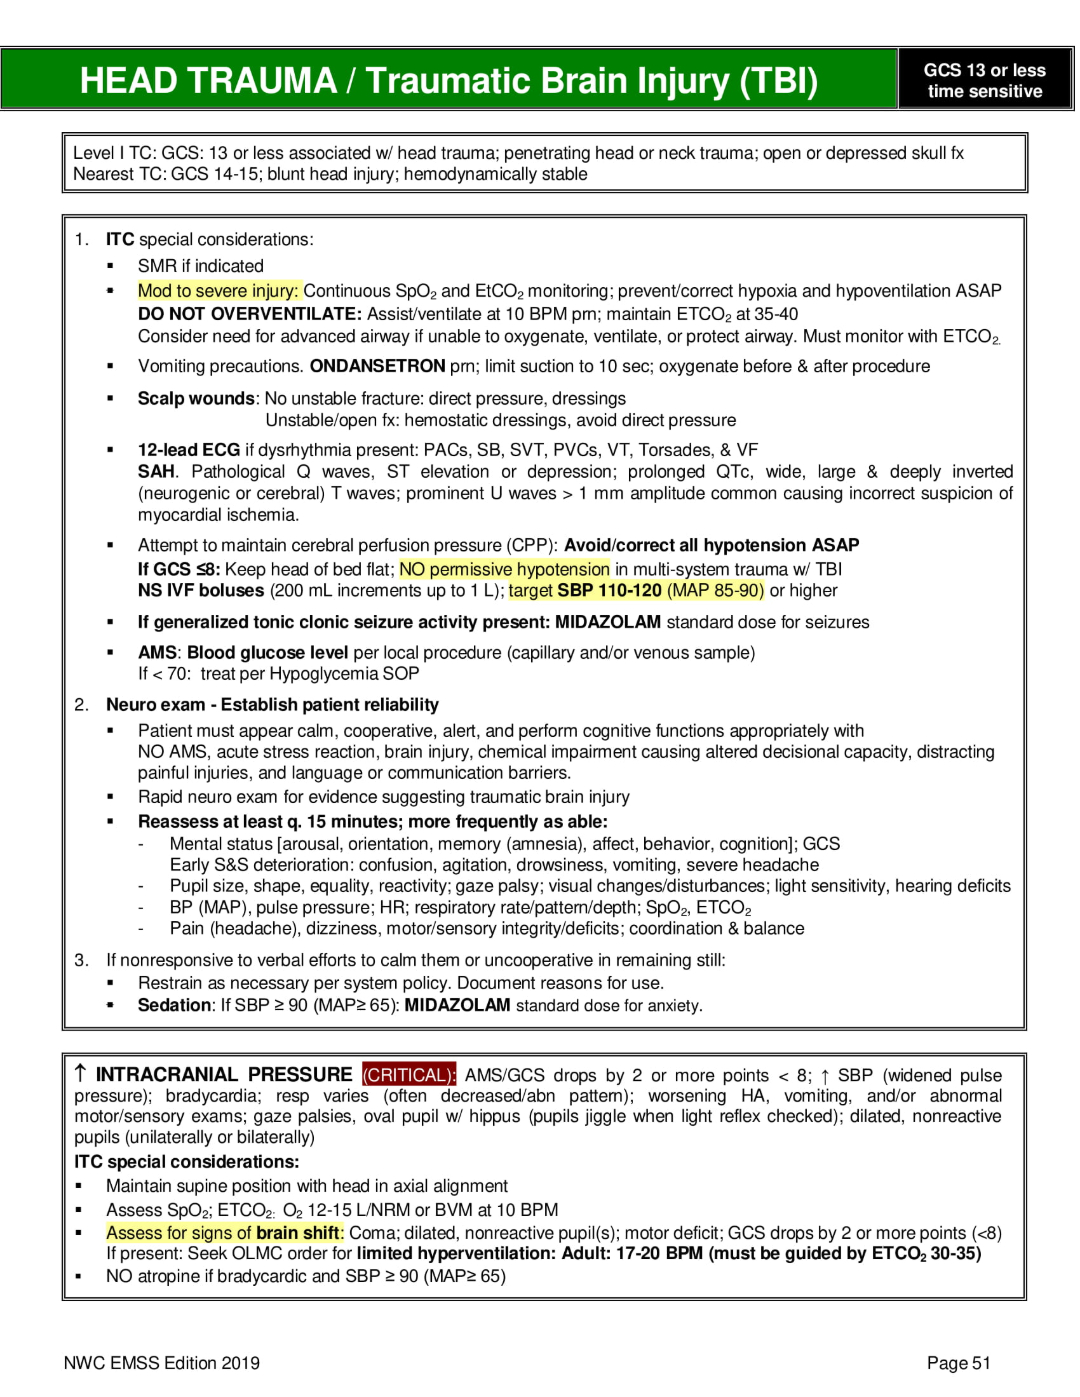 HEAD TRAUMA / Traumatic Brain Injury (TBI)
GCS 13 or less
time sensitive
Level I TC: GCS: 13 or less associated w/ head trauma; penetrating head or neck trauma; open or depressed skull fx
Nearest TC: GCS 14-15; blunt head injury; hemodynamically stable
1. ITC special considerations:
▪ SMR if indicated
▪ Mod to severe injury: Continuous SpO2 and EtCO2 monitoring; prevent/correct hypoxia and hypoventilation ASAP
DO NOT OVERVENTILATE: Assist/ventilate at 10 BPM prn; maintain ETCO2 at 35-40
Consider need for advanced airway if unable to oxygenate, ventilate, or protect airway. Must monitor with ETCO2.
▪ Vomiting precautions. ONDANSETRON prn; limit suction to 10 sec; oxygenate before & after procedure
▪ Scalp wounds: No unstable fracture: direct pressure, dressings
Unstable/open fx: hemostatic dressings, avoid direct pressure
▪ 12-lead ECG if dysrhythmia present: PACs, SB, SVT, PVCs, VT, Torsades, & VF
SAH. Pathological Q waves, ST elevation or depression; prolonged QTc, wide, large & deeply inverted
(neurogenic or cerebral) T waves; prominent U waves > 1 mm amplitude common causing incorrect suspicion of
myocardial ischemia.
▪ Attempt to maintain cerebral perfusion pressure (CPP): Avoid/correct all hypotension ASAP
If GCS ≤8: Keep head of bed flat; NO permissive hypotension in multi-system trauma w/ TBI
NS IVF boluses (200 mL increments up to 1 L); target SBP 110-120 (MAP 85-90) or higher
▪ If generalized tonic clonic seizure activity present: MIDAZOLAM standard dose for seizures
▪ AMS: Blood glucose level per local procedure (capillary and/or venous sample)
If < 70: treat per Hypoglycemia SOP
2. Neuro exam - Establish patient reliability
▪ Patient must appear calm, cooperative, alert, and perform cognitive functions appropriately with
NO AMS, acute stress reaction, brain injury, chemical impairment causing altered decisional capacity, distracting
painful injuries, and language or communication barriers.
▪ Rapid neuro exam for evidence suggesting traumatic brain injury
▪ Reassess at least q. 15 minutes; more frequently as able:
- Mental status [arousal, orientation, memory (amnesia), affect, behavior, cognition]; GCS
Early S&S deterioration: confusion, agitation, drowsiness, vomiting, severe headache
- Pupil size, shape, equality, reactivity; gaze palsy; visual changes/disturbances; light sensitivity, hearing deficits
- BP (MAP), pulse pressure; HR; respiratory rate/pattern/depth; SpO2, ETCO2
- Pain (headache), dizziness, motor/sensory integrity/deficits; coordination & balance
3. If nonresponsive to verbal efforts to calm them or uncooperative in remaining still:
▪ Restrain as necessary per system policy. Document reasons for use.
▪ Sedation: If SBP ≥ 90 (MAP≥ 65): MIDAZOLAM standard dose for anxiety.
↑ INTRACRANIAL PRESSURE (CRITICAL): AMS/GCS drops by 2 or more points < 8; ↑ SBP (widened pulse
pressure); bradycardia; resp varies (often decreased/abn pattern); worsening HA, vomiting, and/or abnormal
motor/sensory exams; gaze palsies, oval pupil w/ hippus (pupils jiggle when light reflex checked); dilated, nonreactive
pupils (unilaterally or bilaterally)
ITC special considerations:
▪ Maintain supine position with head in axial alignment
▪ Assess SpO2; ETCO2: O2 12-15 L/NRM or BVM at 10 BPM
▪ Assess for signs of brain shift: Coma; dilated, nonreactive pupil(s); motor deficit; GCS drops by 2 or more points (<8)
If present: Seek OLMC order for limited hyperventilation: Adult: 17-20 BPM (must be guided by ETCO2 30-35)
▪ NO atropine if bradycardic and SBP ≥ 90 (MAP≥ 65)
NWC EMSS Edition 2019
Page 51